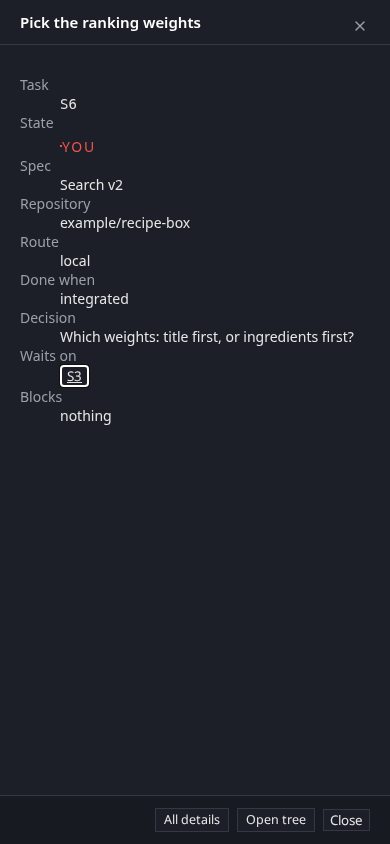 Pick the ranking weights ×
Task
S6
State
·YOU
Spec
Search v2
Repository
example/recipe-box
Route
local
Done when
integrated
Decision
Which weights: title first, or ingredients first?
Waits on
S3
Blocks
nothing
All details Open tree Close